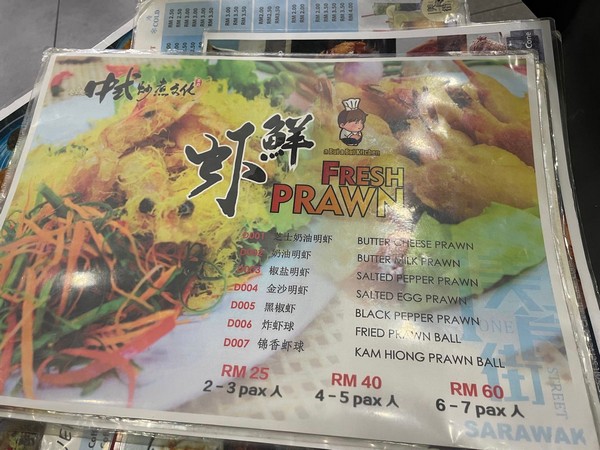 COLD
中式炒煮文化
鲜虾
FRESH
PRAWN
D001 芝士奶油明虾 BUTTER CHEESE PRAWN
奶油明虾 BUTTER MILK PRAWN
椒盐明虾 SALTED PEPPER PRAWN
D004 金沙明虾 SALTED EGG PRAWN
D005 黑椒虾 BLACK PEPPER PRAWN
D006 炸虾球 FRIED PRAWN BALL
D007 锦香虾球 KAM HIONG PRAWN BALL
RM 25 RM 40 RM 60
2 – 3 pax 人 4 – 5 pax 人 6 – 7 pax 人
街
STREET
SARAWAK